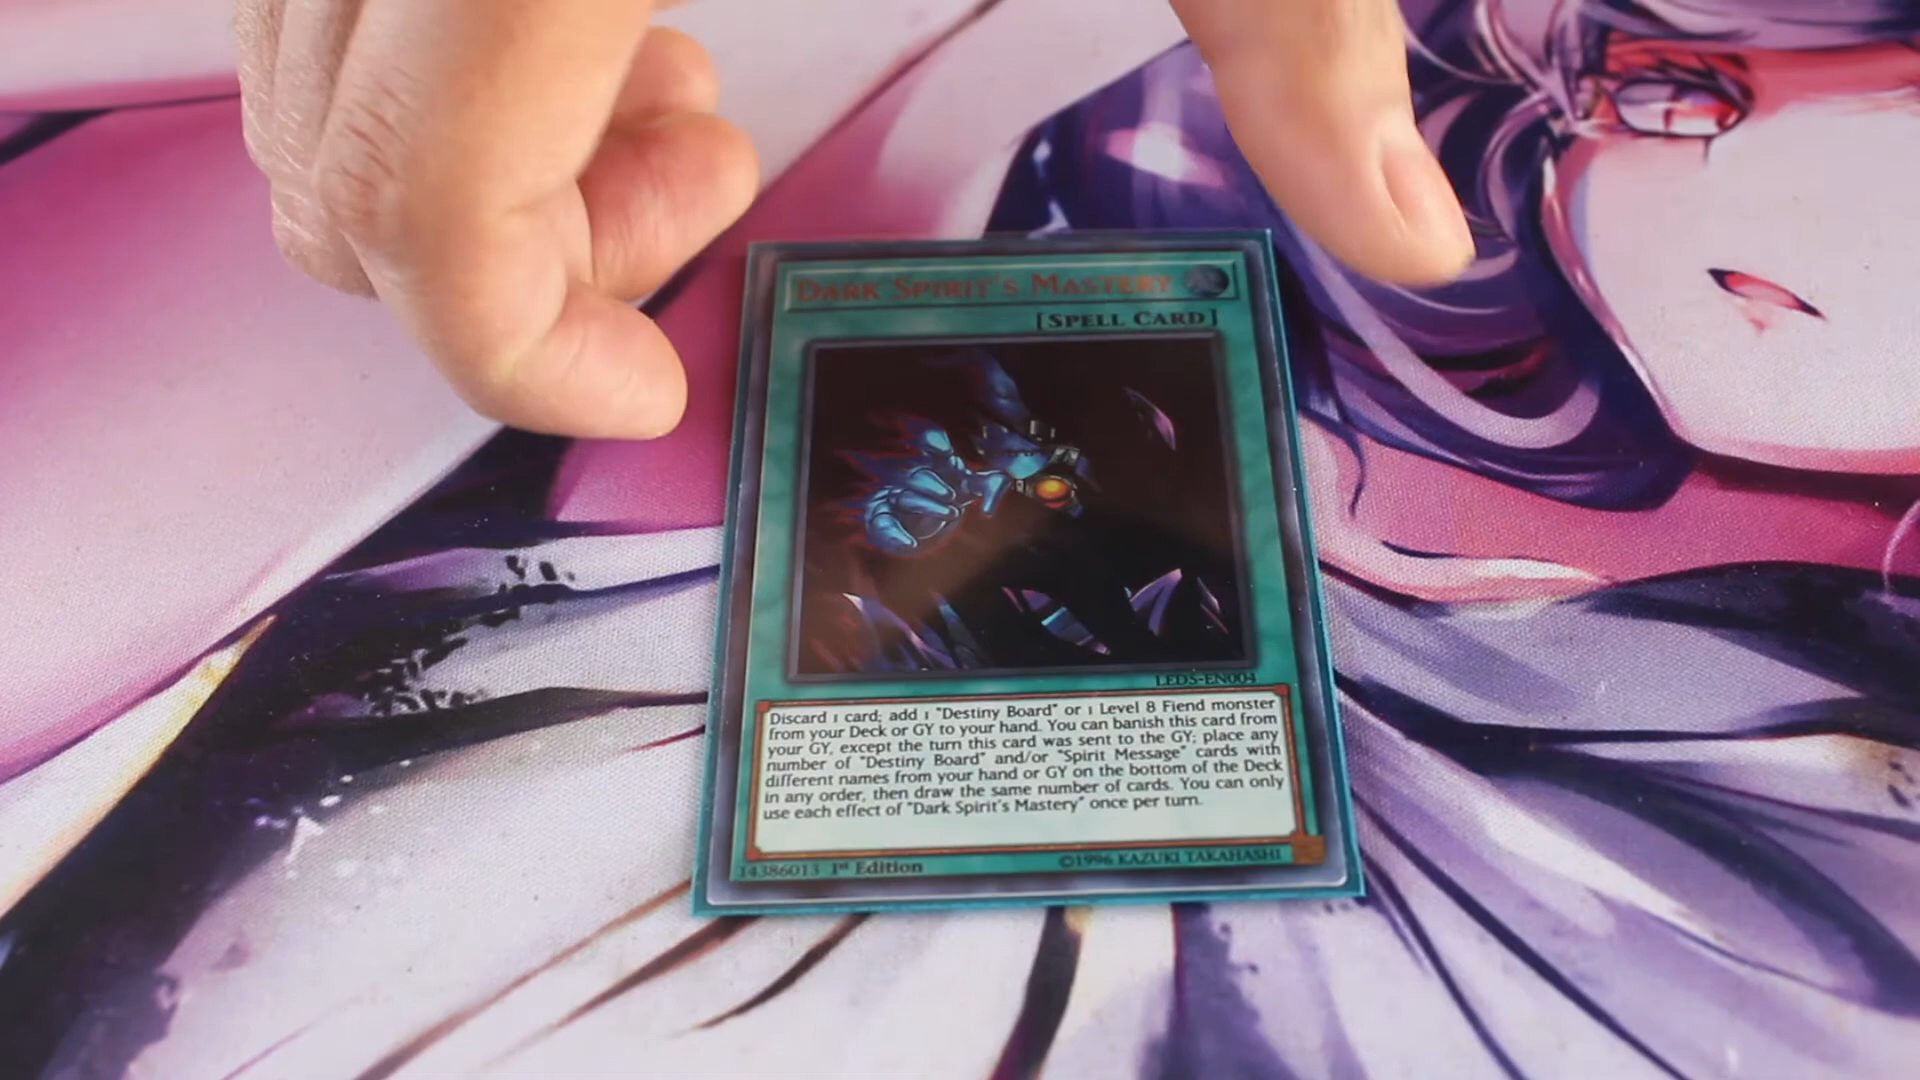 DARK SPIRIT'S MASTERY
[SPELL CARD]
LED5-EN004
Discard 1 card; add 1 "Destiny Board" or 1 Level 8 Fiend monster
from your Deck or GY to your hand. You can banish this card from
your GY, except the turn this card was sent to the GY; place any
number of "Destiny Board" and/or "Spirit Message" cards with
different names from your hand or GY on the bottom of the Deck
in any order, then draw the same number of cards. You can only
use each effect of "Dark Spirit's Mastery" once per turn.
14386013 1st Edition ©1996 KAZUKI TAKAHASHI